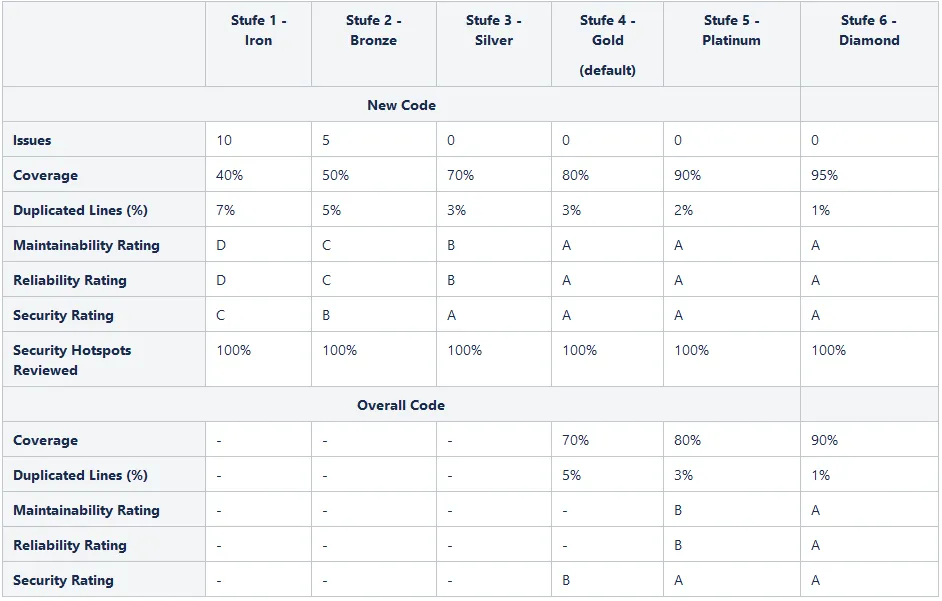 Stufe 1 - Iron Stufe 2 - Bronze Stufe 3 - Silver Stufe 4 - Gold (default) Stufe 5 - Platinum Stufe 6 - Diamond
New Code
Issues 10 5 0 0 0 0
Coverage 40% 50% 70% 80% 90% 95%
Duplicated Lines (%) 7% 5% 3% 3% 2% 1%
Maintainability Rating D C B A A A
Reliability Rating D C B A A A
Security Rating C B A A A A
Security Hotspots Reviewed 100% 100% 100% 100% 100% 100%
Overall Code
Coverage - - - 70% 80% 90%
Duplicated Lines (%) - - - 5% 3% 1%
Maintainability Rating - - - - B A
Reliability Rating - - - - B A
Security Rating - - - B A A